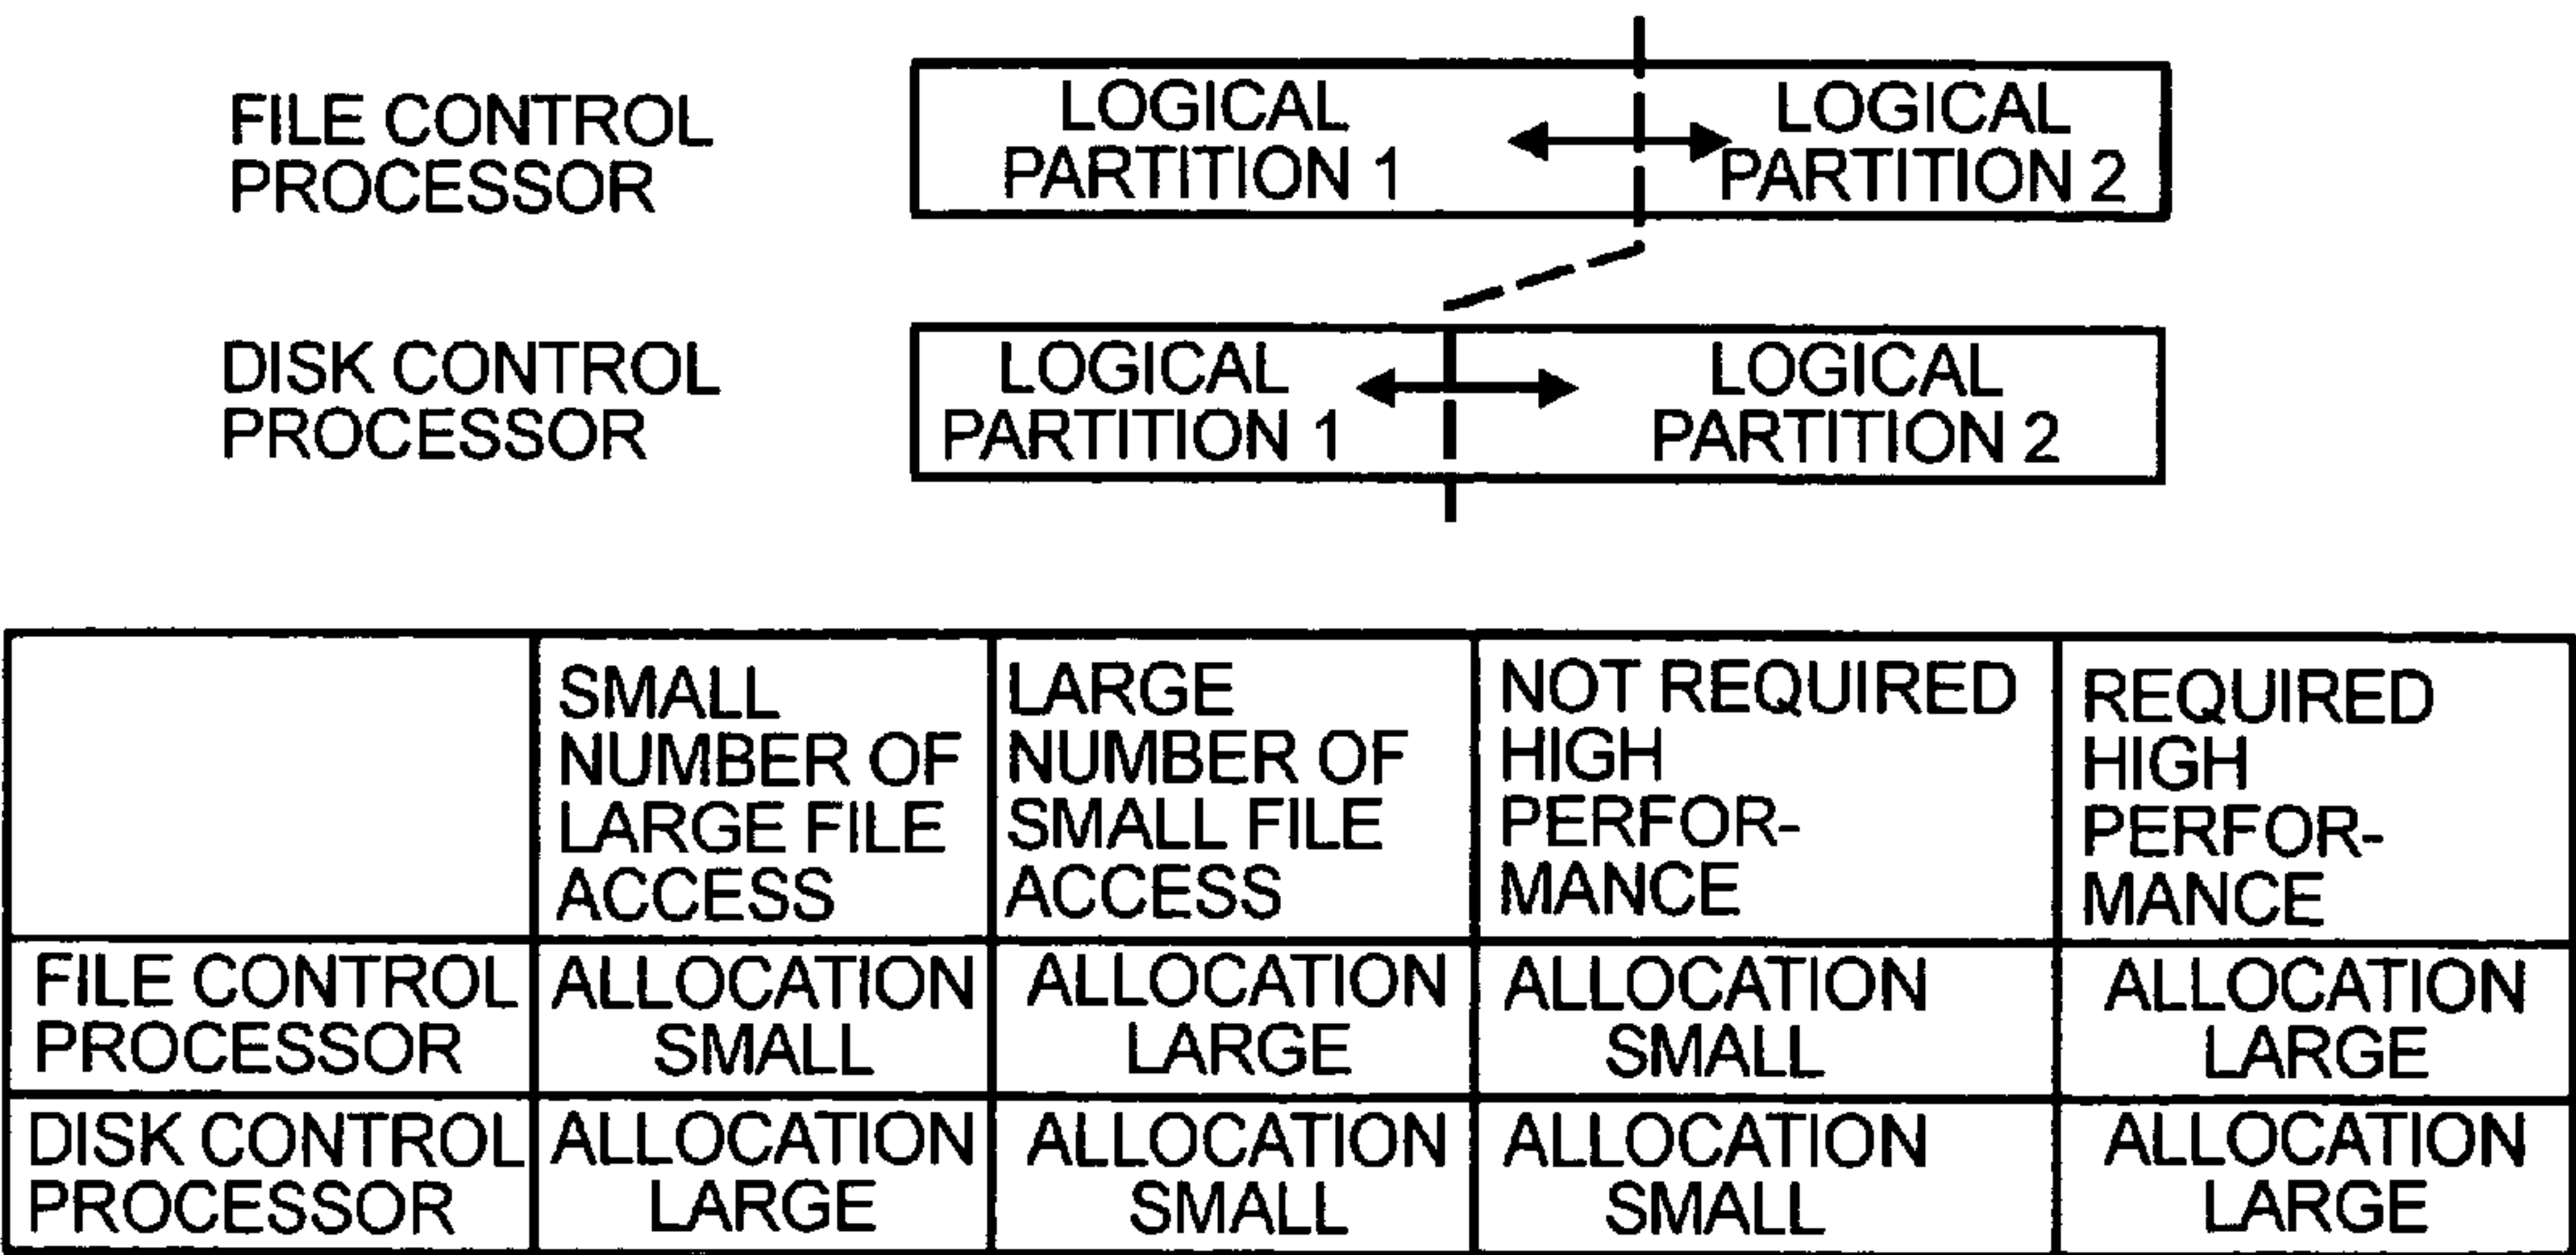 FILE CONTROL
PROCESSOR
LOGICAL
PARTITION 1
LOGICAL
PARTITION 2
DISK CONTROL
PROCESSOR
LOGICAL
PARTITION 1
LOGICAL
PARTITION 2
SMALL
NUMBER OF
LARGE FILE
ACCESS
LARGE
NUMBER OF
SMALL FILE
ACCESS
NOT REQUIRED
HIGH
PERFOR-
MANCE
REQUIRED
HIGH
PERFOR-
MANCE
FILE CONTROL
PROCESSOR
ALLOCATION
SMALL
ALLOCATION
LARGE
ALLOCATION
SMALL
ALLOCATION
LARGE
DISK CONTROL
PROCESSOR
ALLOCATION
LARGE
ALLOCATION
SMALL
ALLOCATION
SMALL
ALLOCATION
LARGE